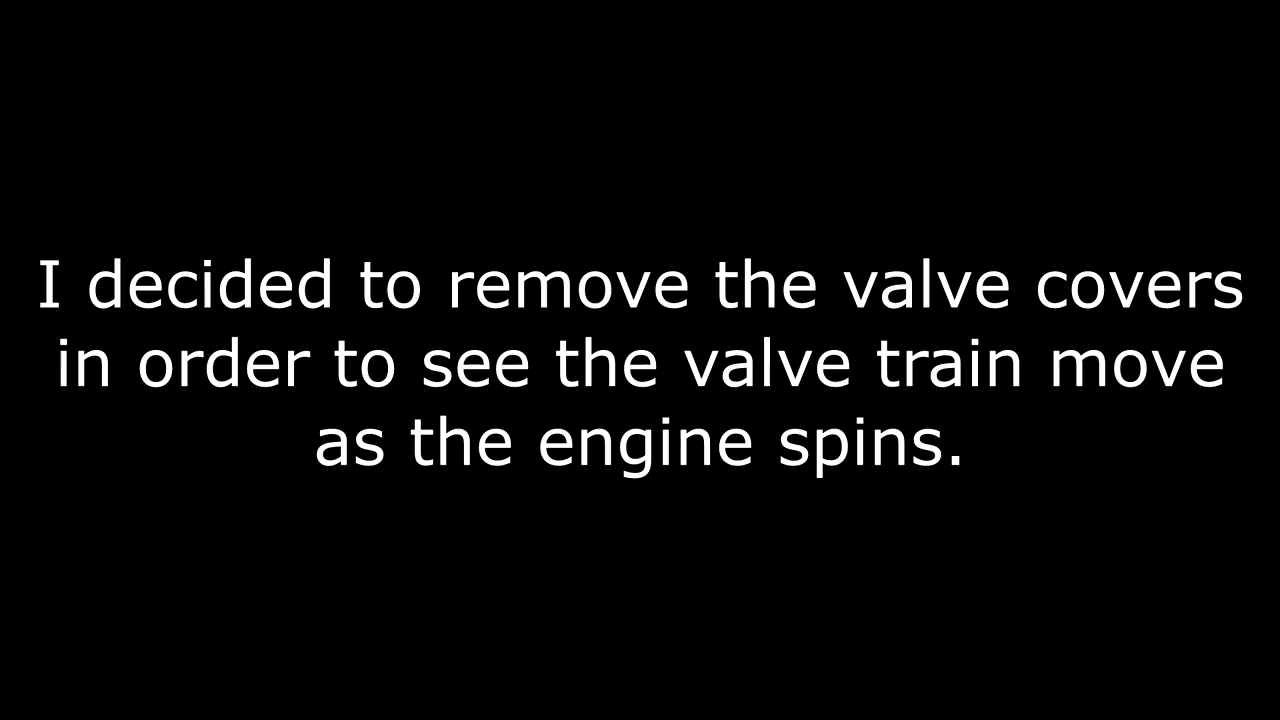 I decided to remove the valve covers
in order to see the valve train move
as the engine spins.